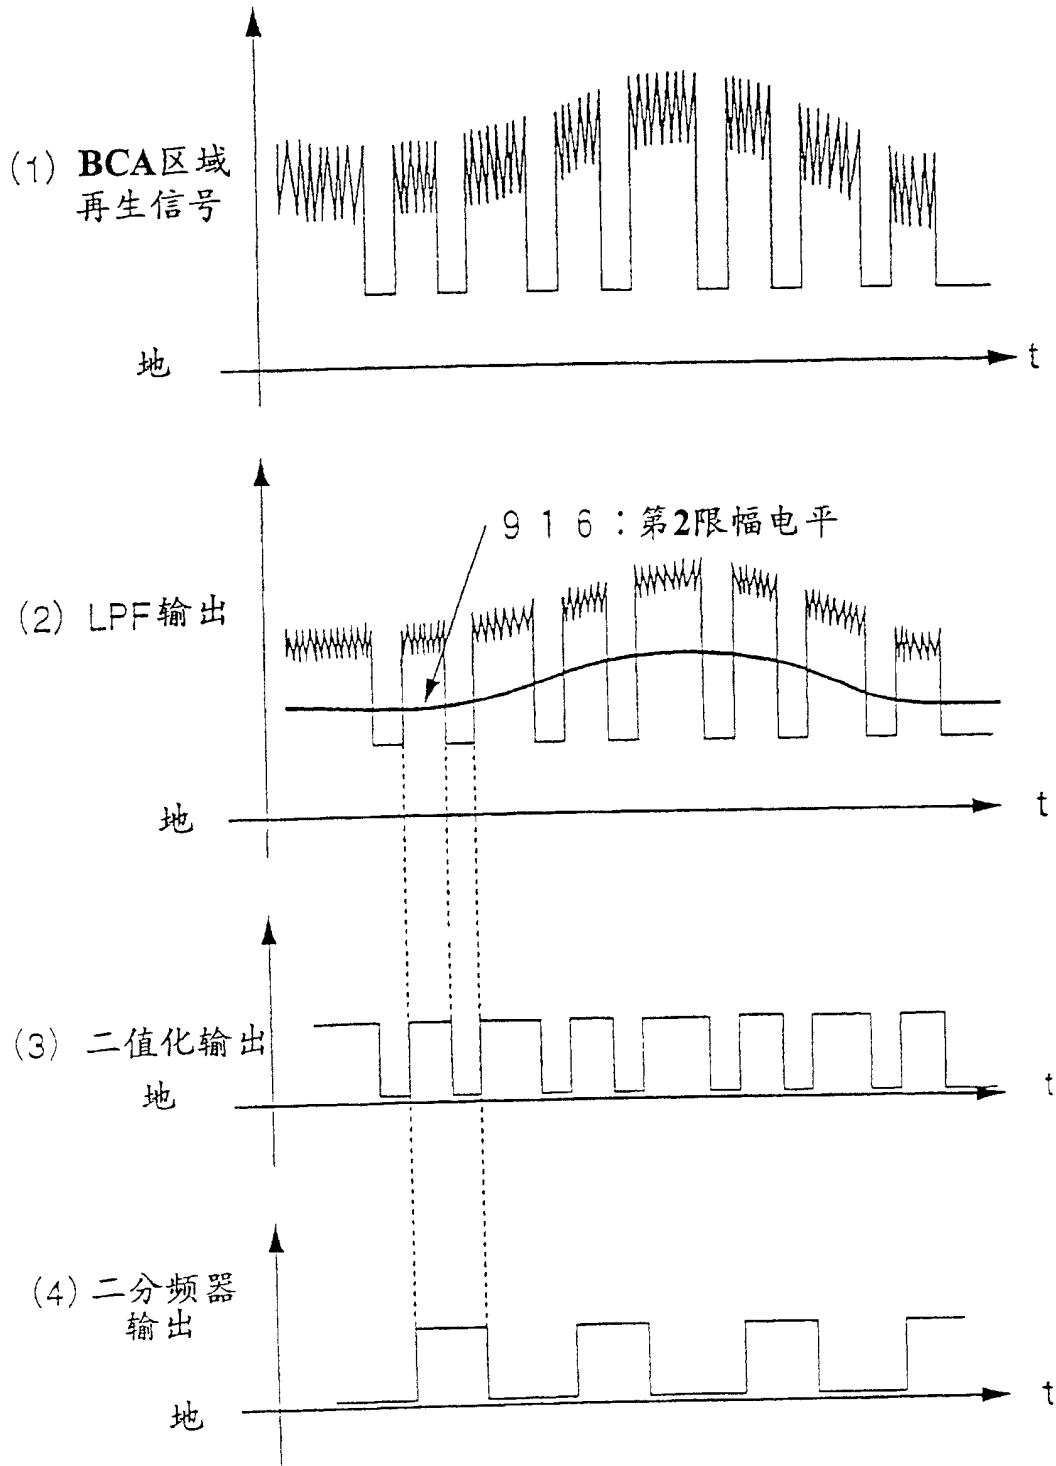 (1) BCA区域
再生信号
地
t
916：第2限幅电平
(2) LPF输出
地
t
(3) 二值化输出
地
t
(4) 二分频器
输出
地
t